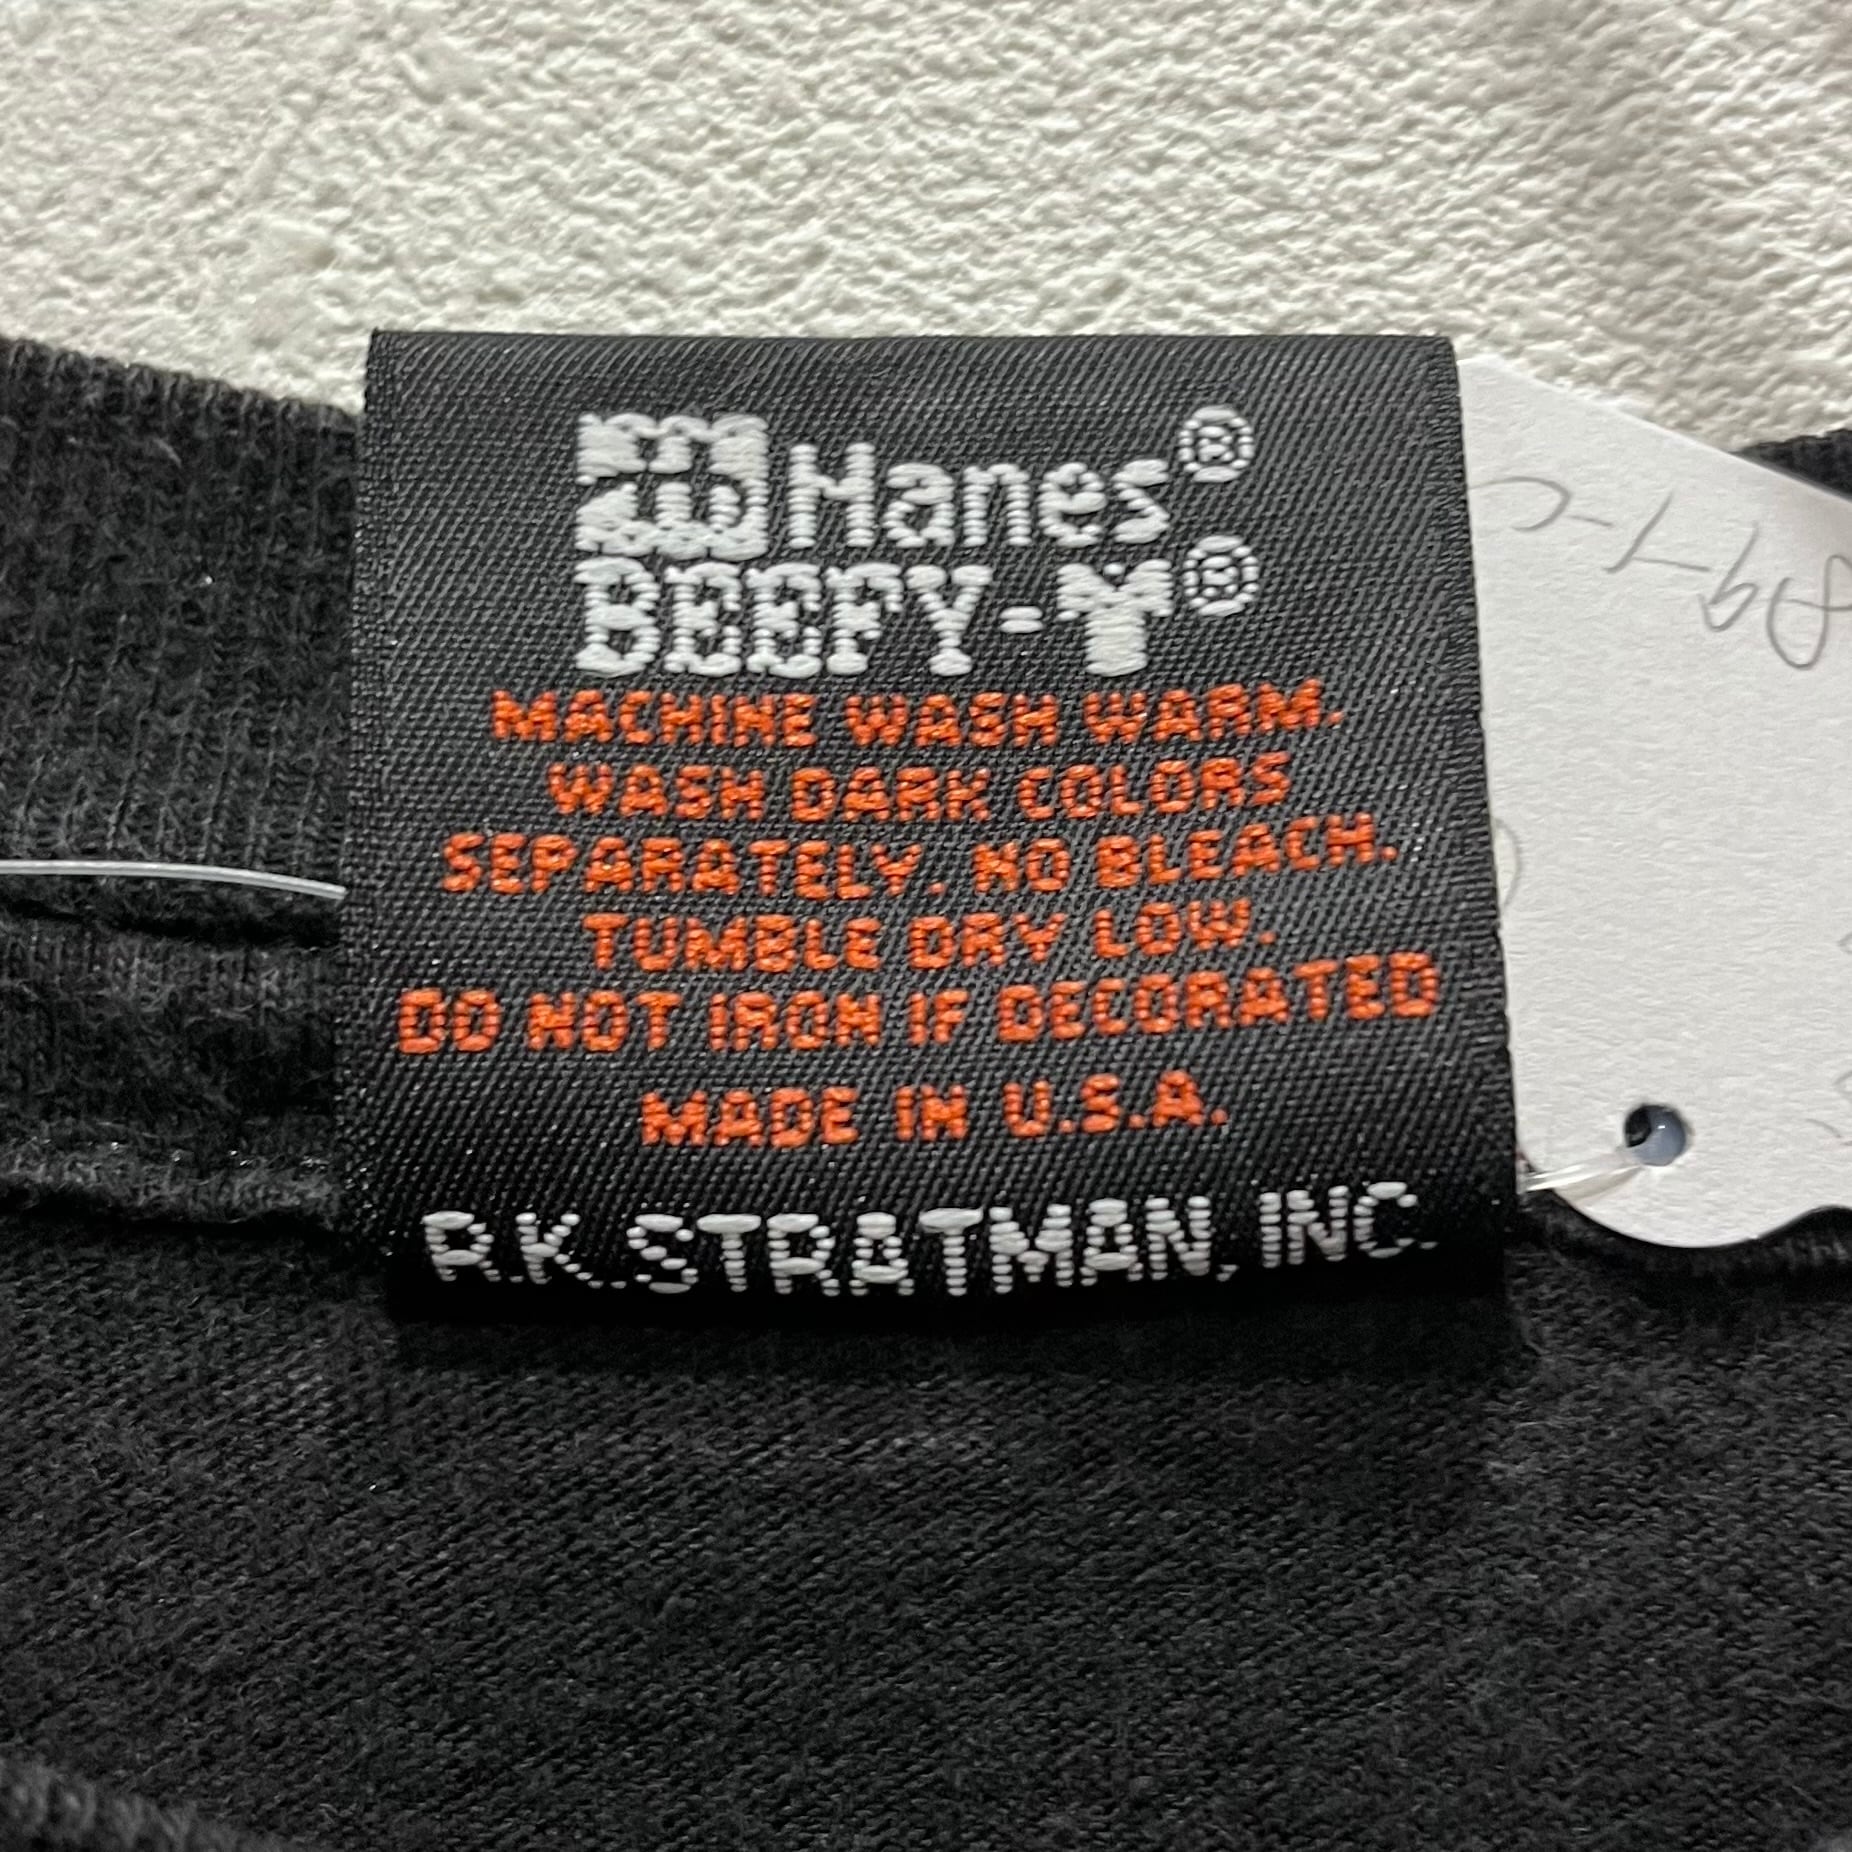 Hanes®
BEEFY-T®
MACHINE WASH WARM.
WASH DARK COLORS
SEPARATELY. NO BLEACH.
TUMBLE DRY LOW.
DO NOT IRON IF DECORATED
MADE IN U.S.A.
R.K.STRATMAN, INC.